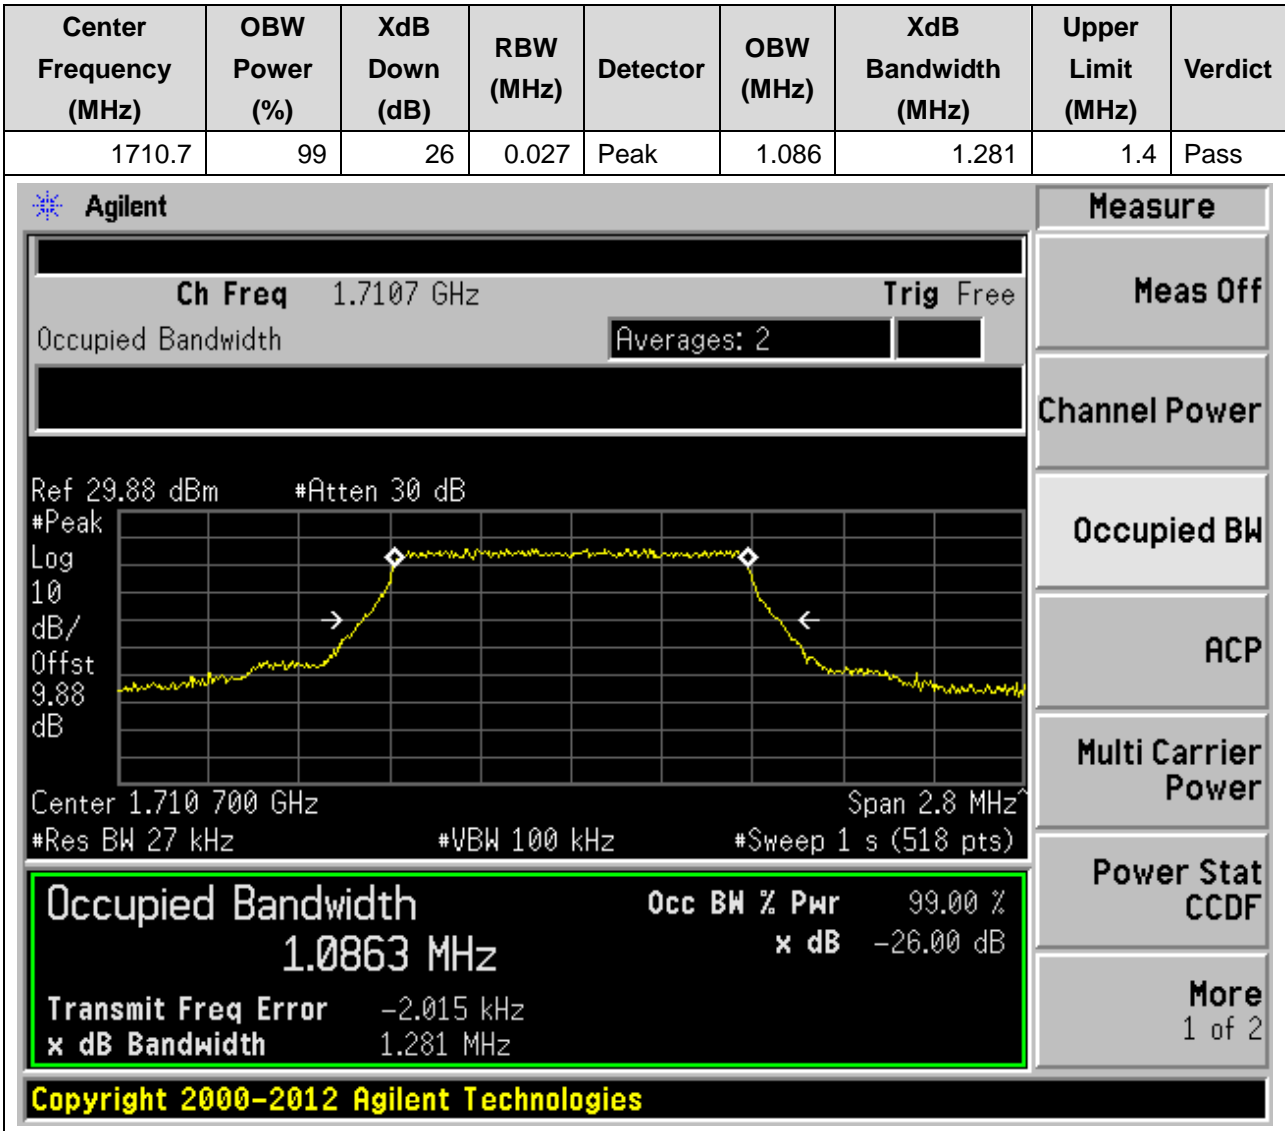 Center Frequency (MHz) OBW Power (%) XdB Down (dB) RBW (MHz) Detector OBW (MHz) XdB Bandwidth (MHz) Upper Limit (MHz) Verdict
1710.7 99 26 0.027 Peak 1.086 1.281 1.4 Pass
Agilent
Measure
Ch Freq 1.7107 GHz Trig Free
Meas Off
Occupied Bandwidth Averages: 2
Channel Power
Ref 29.88 dBm #Atten 30 dB
#Peak
Log
10
dB/
Offst
9.88
dB
Occupied BW
ACP
Multi Carrier
Power
Center 1.710 700 GHz Span 2.8 MHz^
#Res BW 27 kHz #VBW 100 kHz #Sweep 1 s (518 pts)
Power Stat
CCDF
Occupied Bandwidth Occ BW % Pwr 99.00 %
1.0863 MHz x dB -26.00 dB
Transmit Freq Error -2.015 kHz
x dB Bandwidth 1.281 MHz
More
1 of 2
Copyright 2000-2012 Agilent Technologies